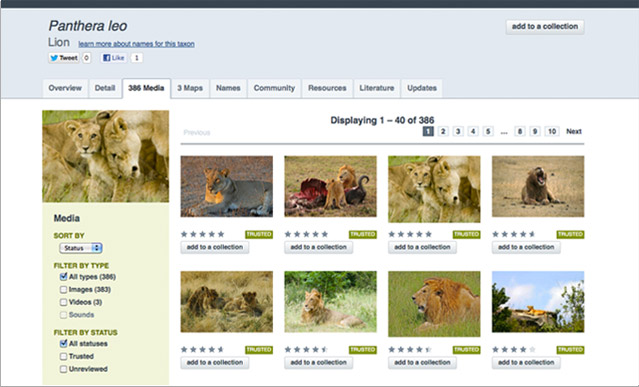 Panthera leo
add to a collection
Lion learn more about names for this taxon
Tweet 0 Like 1
Overview Detail 386 Media 3 Maps Names Community Resources Literature Updates
Displaying 1 – 40 of 386
Previous 1 2 3 4 5 ... 8 9 10 Next
Media
SORT BY
Status
FILTER BY TYPE
All types (386)
Images (383)
Videos (3)
Sounds
FILTER BY STATUS
All statuses
Trusted
Unreviewed
TRUSTED TRUSTED TRUSTED TRUSTED
add to a collection add to a collection add to a collection add to a collection
TRUSTED TRUSTED TRUSTED TRUSTED
add to a collection add to a collection add to a collection add to a collection